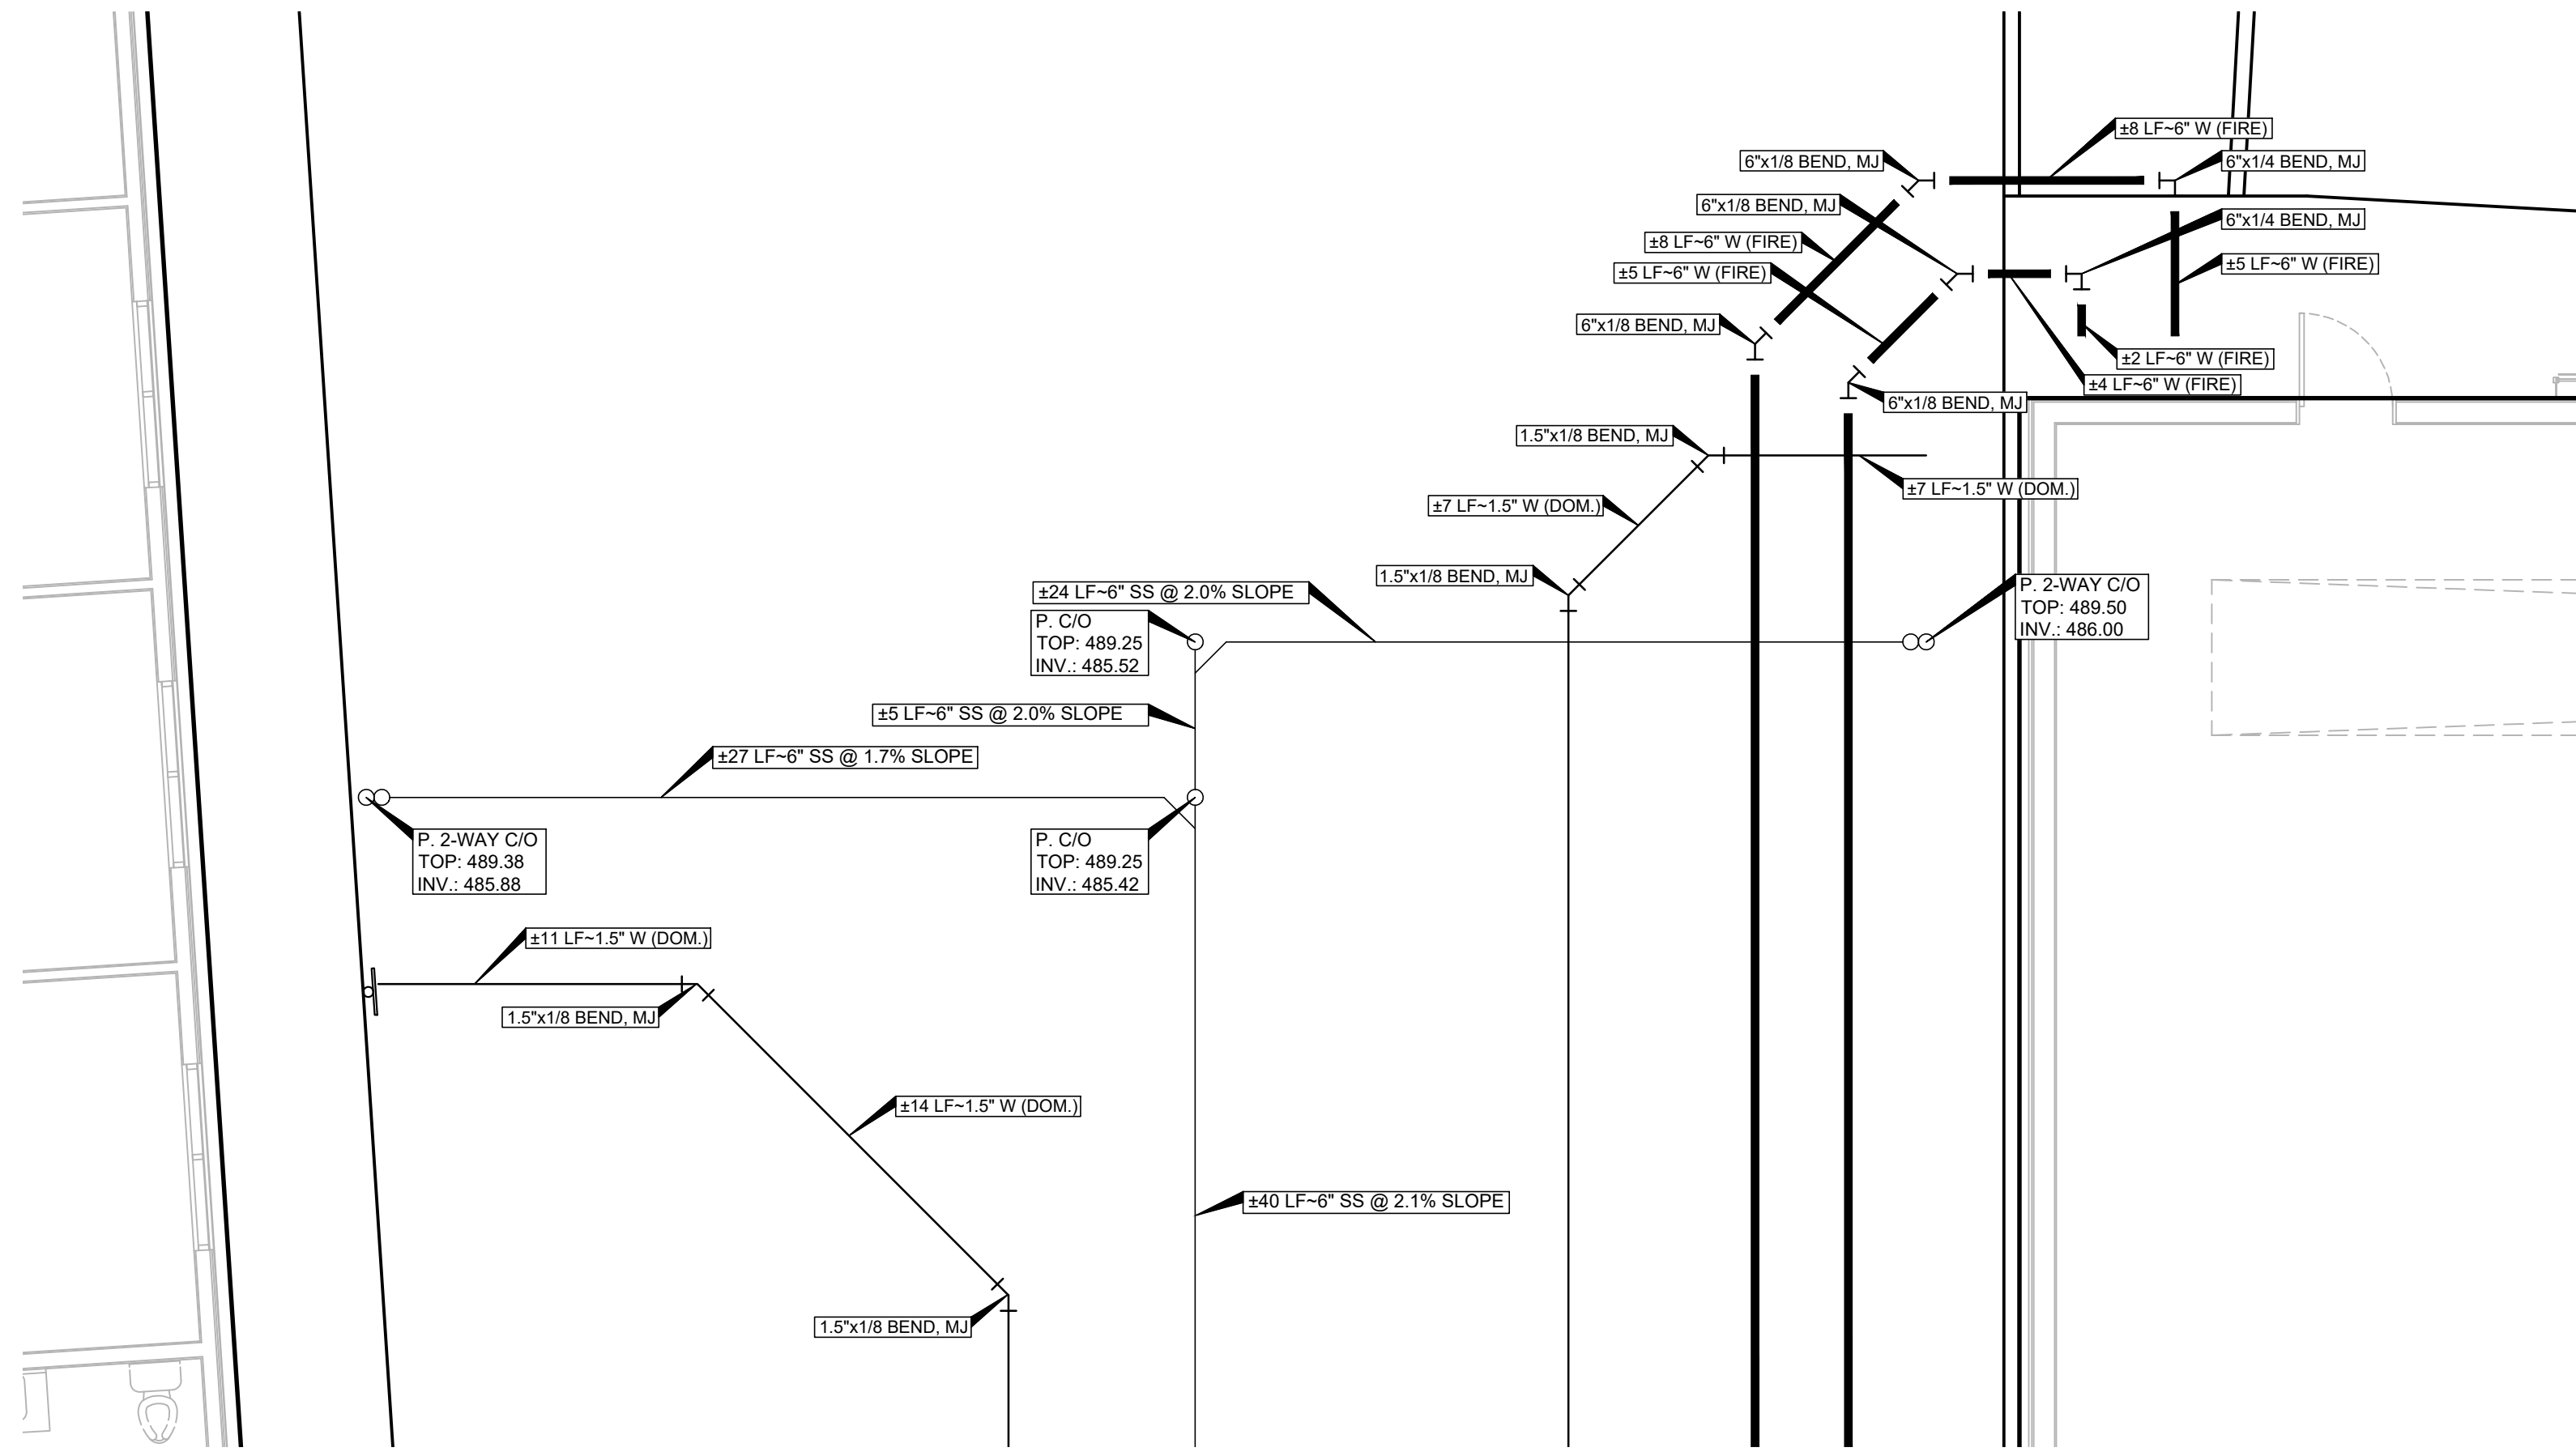 ±8 LF~6" W (FIRE)
6"x1/8 BEND, MJ
6"x1/4 BEND, MJ
6"x1/8 BEND, MJ
6"x1/4 BEND, MJ
±8 LF~6" W (FIRE)
±5 LF~6" W (FIRE)
±5 LF~6" W (FIRE)
6"x1/8 BEND, MJ
±2 LF~6" W (FIRE)
±4 LF~6" W (FIRE)
6"x1/8 BEND, MJ
1.5"x1/8 BEND, MJ
±7 LF~1.5" W (DOM.)
±7 LF~1.5" W (DOM.)
1.5"x1/8 BEND, MJ
±24 LF~6" SS @ 2.0% SLOPE
P. 2-WAY C/O
TOP: 489.50
INV.: 486.00
P. C/O
TOP: 489.25
INV.: 485.52
±5 LF~6" SS @ 2.0% SLOPE
±27 LF~6" SS @ 1.7% SLOPE
P. 2-WAY C/O
TOP: 489.38
INV.: 485.88
P. C/O
TOP: 489.25
INV.: 485.42
±11 LF~1.5" W (DOM.)
1.5"x1/8 BEND, MJ
±14 LF~1.5" W (DOM.)
±40 LF~6" SS @ 2.1% SLOPE
1.5"x1/8 BEND, MJ